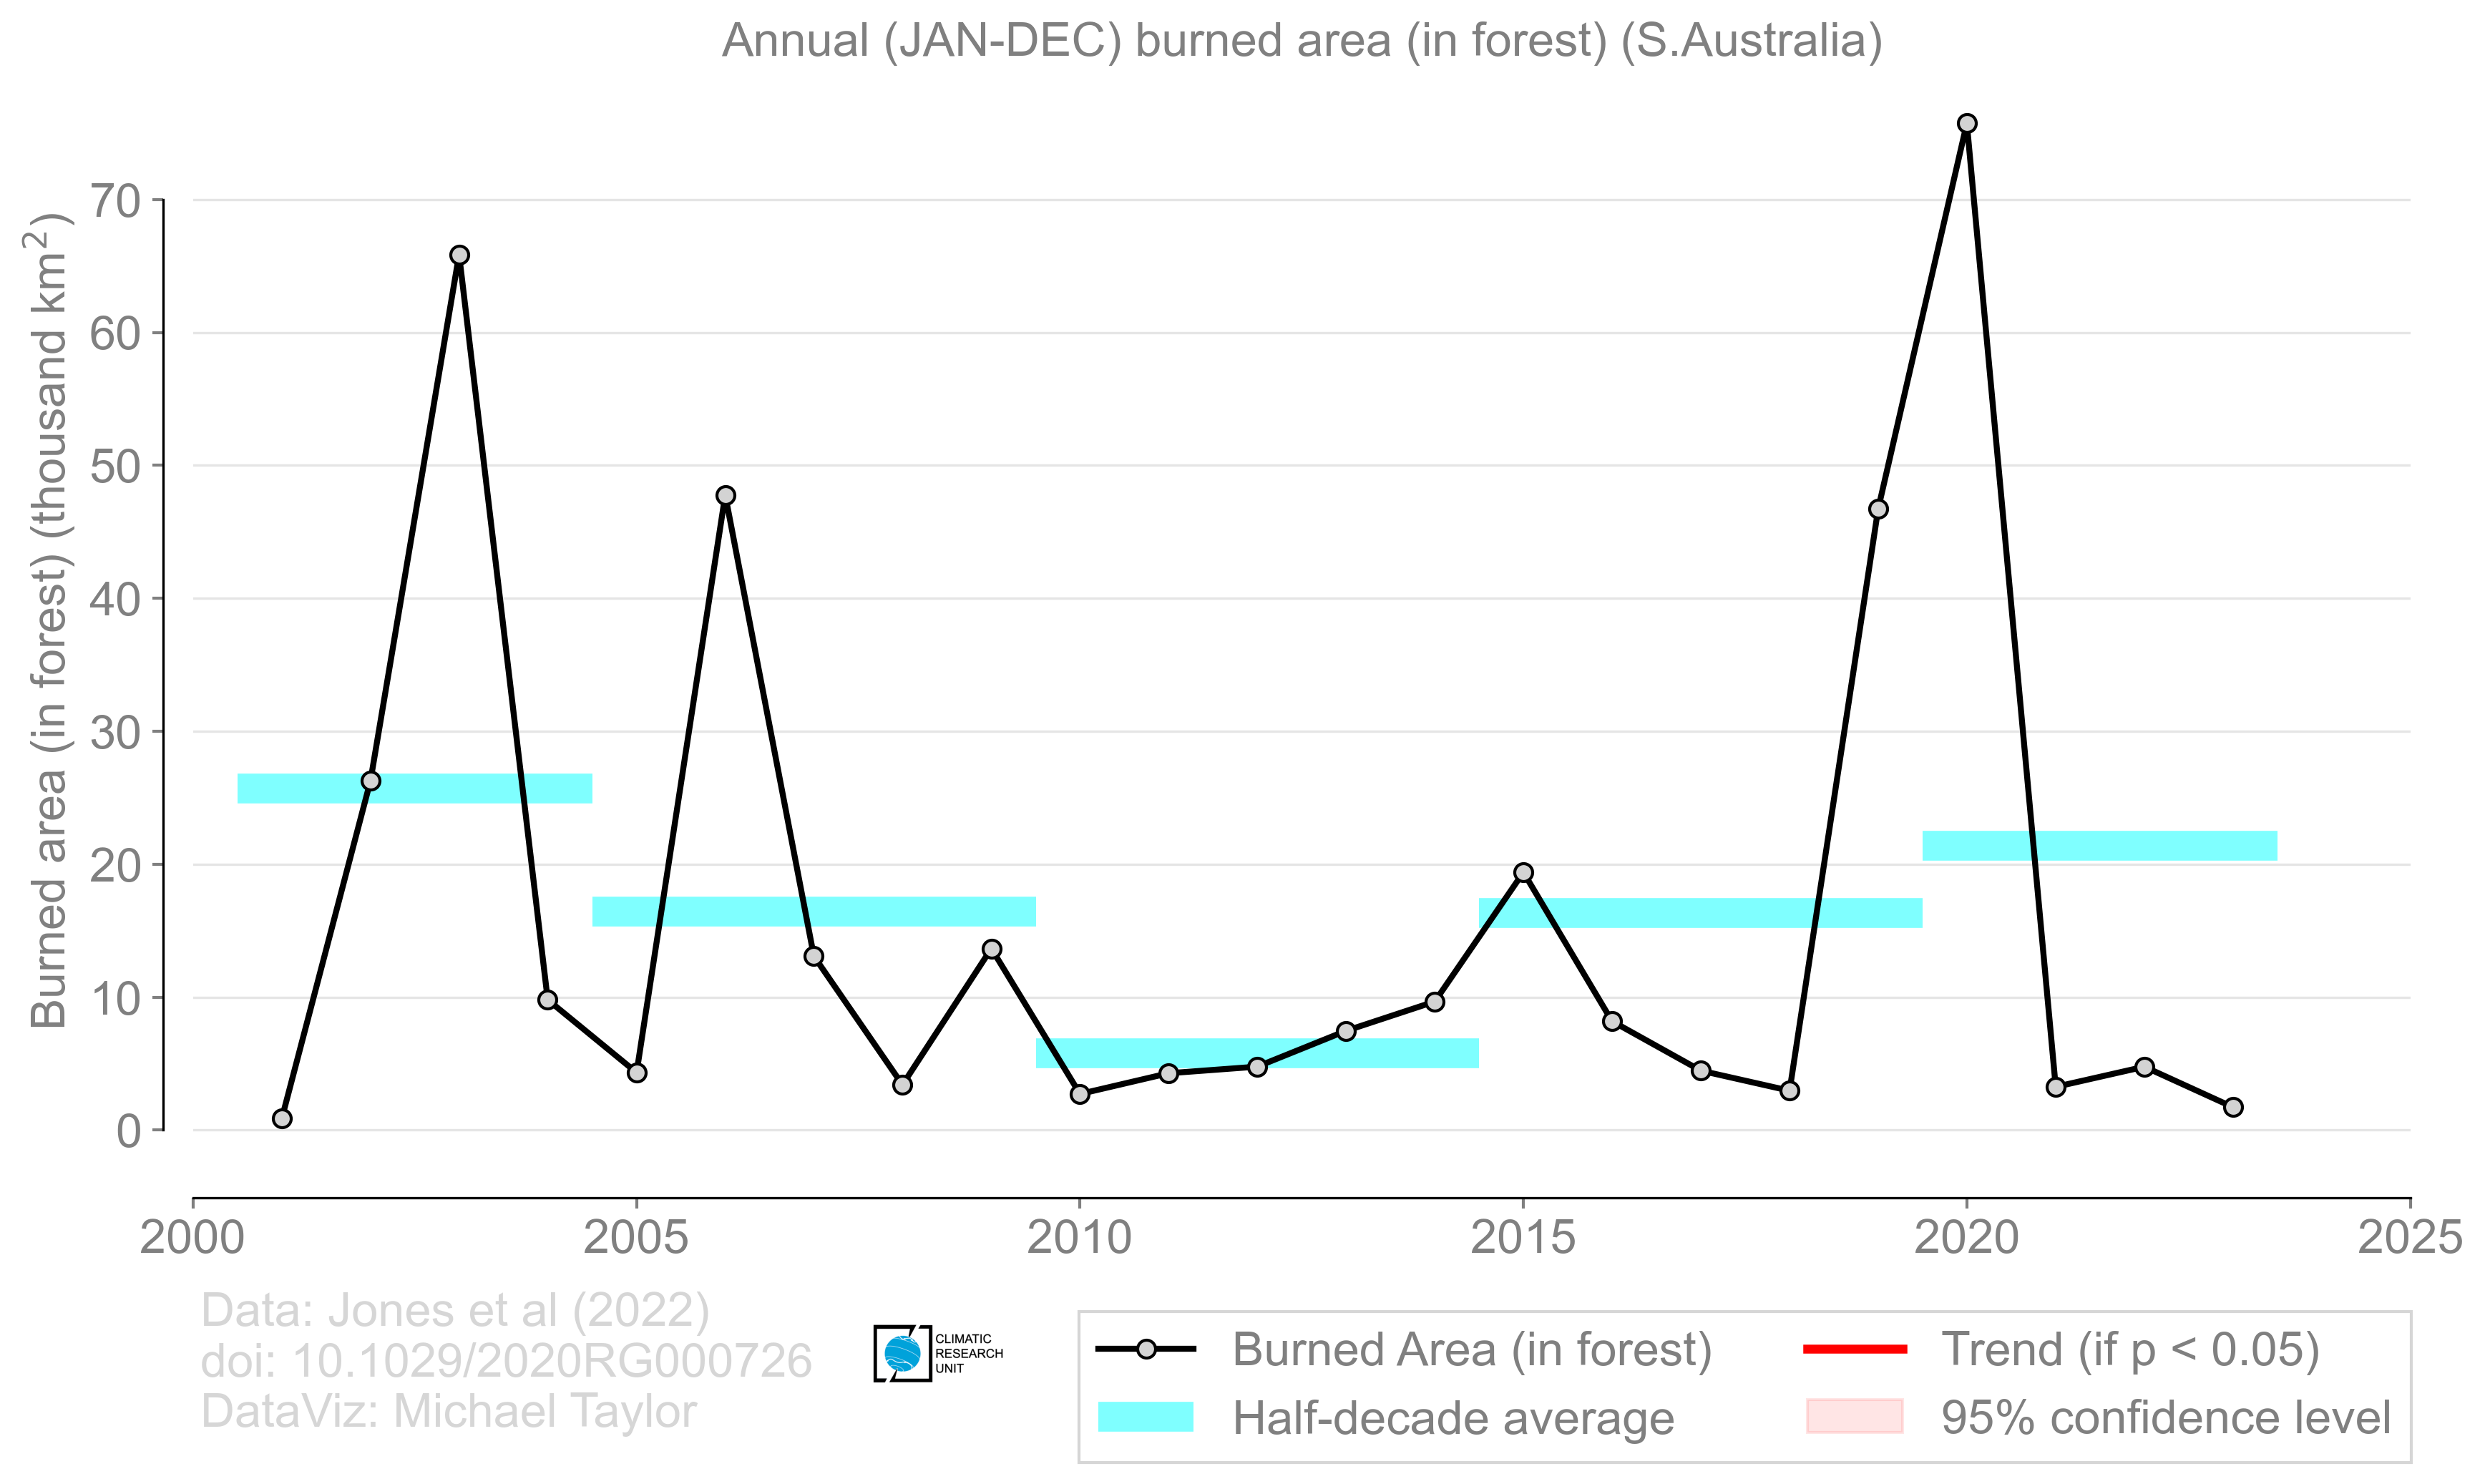 Annual (JAN-DEC) burned area (in forest) (S.Australia)
Burned area (in forest) (thousand km²)
70
60
50
40
30
20
10
0
2000
2005
2010
2015
2020
2025
Data: Jones et al (2022)
doi: 10.1029/2020RG000726
DataViz: Michael Taylor
CLIMATIC
RESEARCH
UNIT
Burned Area (in forest)
Half-decade average
Trend (if p < 0.05)
95% confidence level